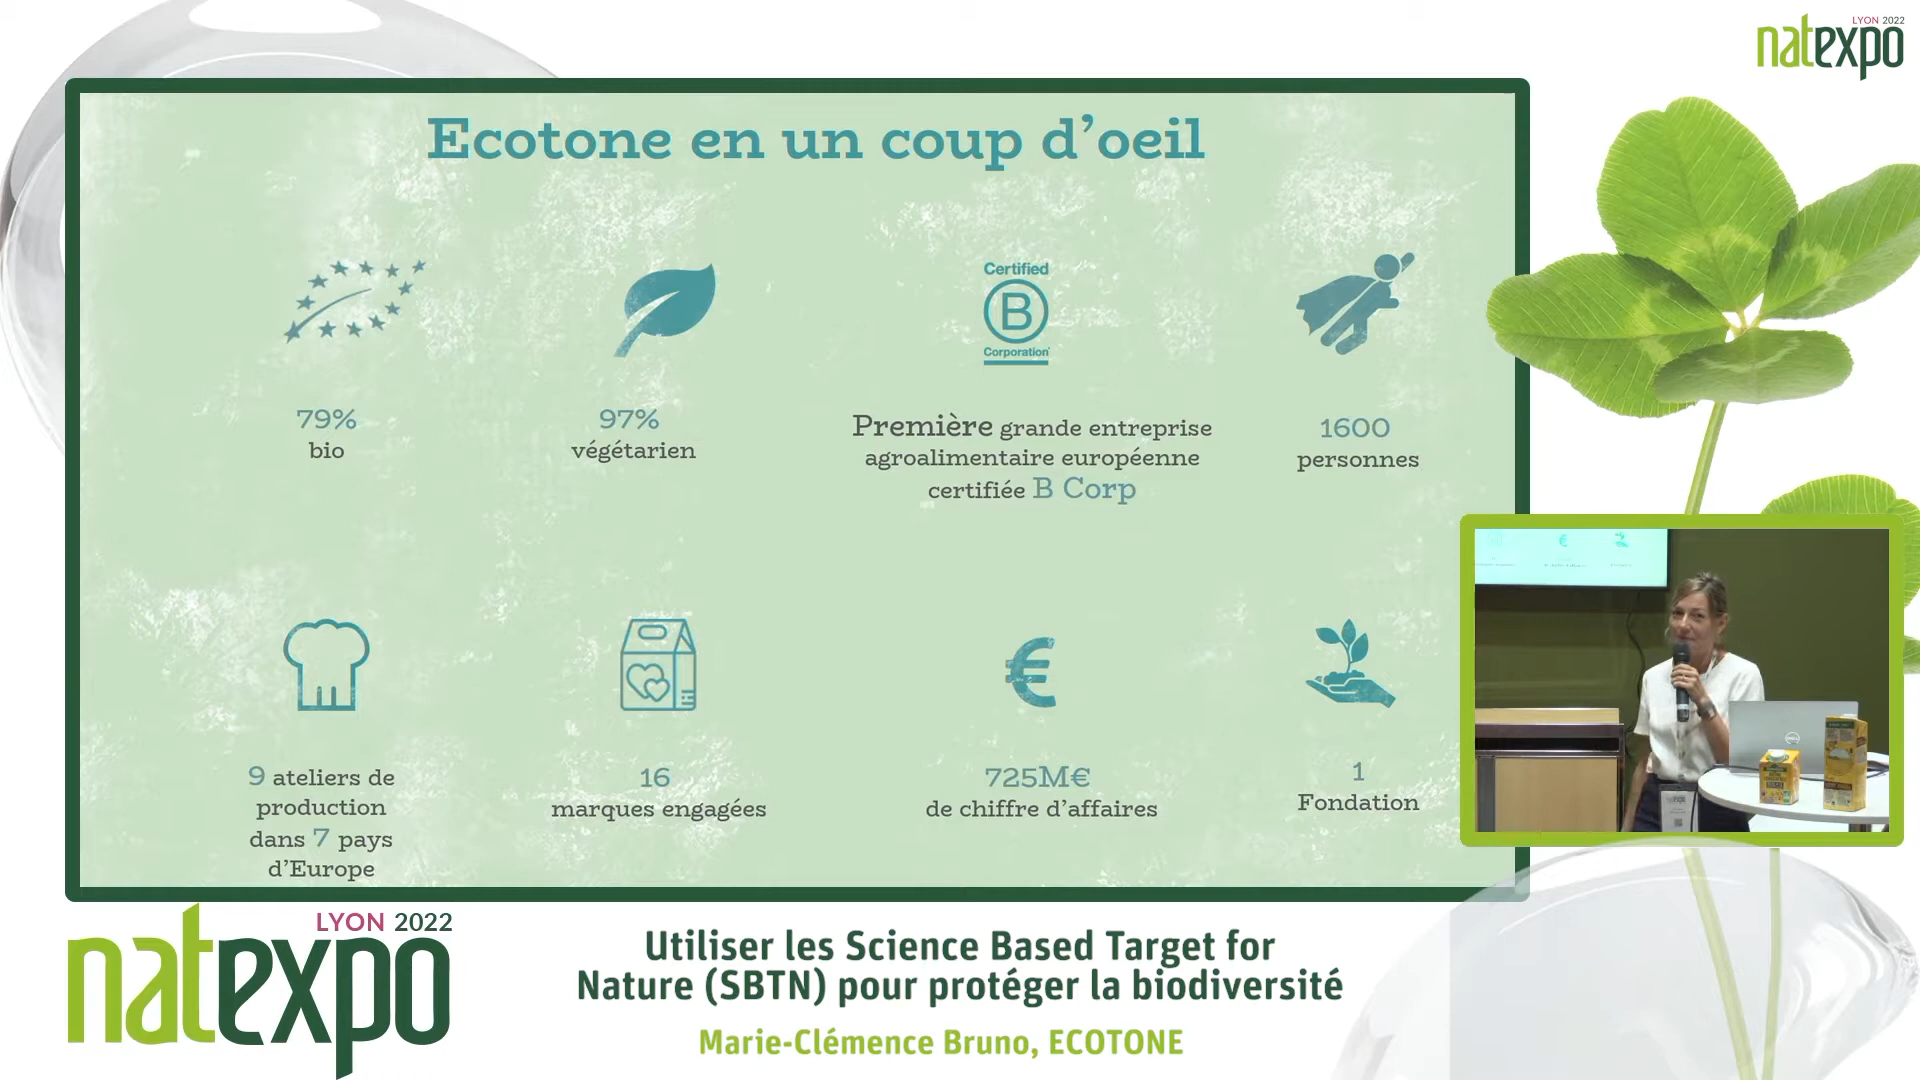 LYON 2022
natexpo
Ecotone en un coup d’oeil
79%
bio
97%
végétarien
Certified
B
Corporation
Première grande entreprise
agroalimentaire européenne
certifiée B Corp
1600
personnes
9 ateliers de
production
dans 7 pays
d’Europe
16
marques engagées
€
725M€
de chiffre d’affaires
1
Fondation
€
DELL
LYON 2022
natexpo
Utiliser les Science Based Target for
Nature (SBTN) pour protéger la biodiversité
Marie-Clémence Bruno, ECOTONE